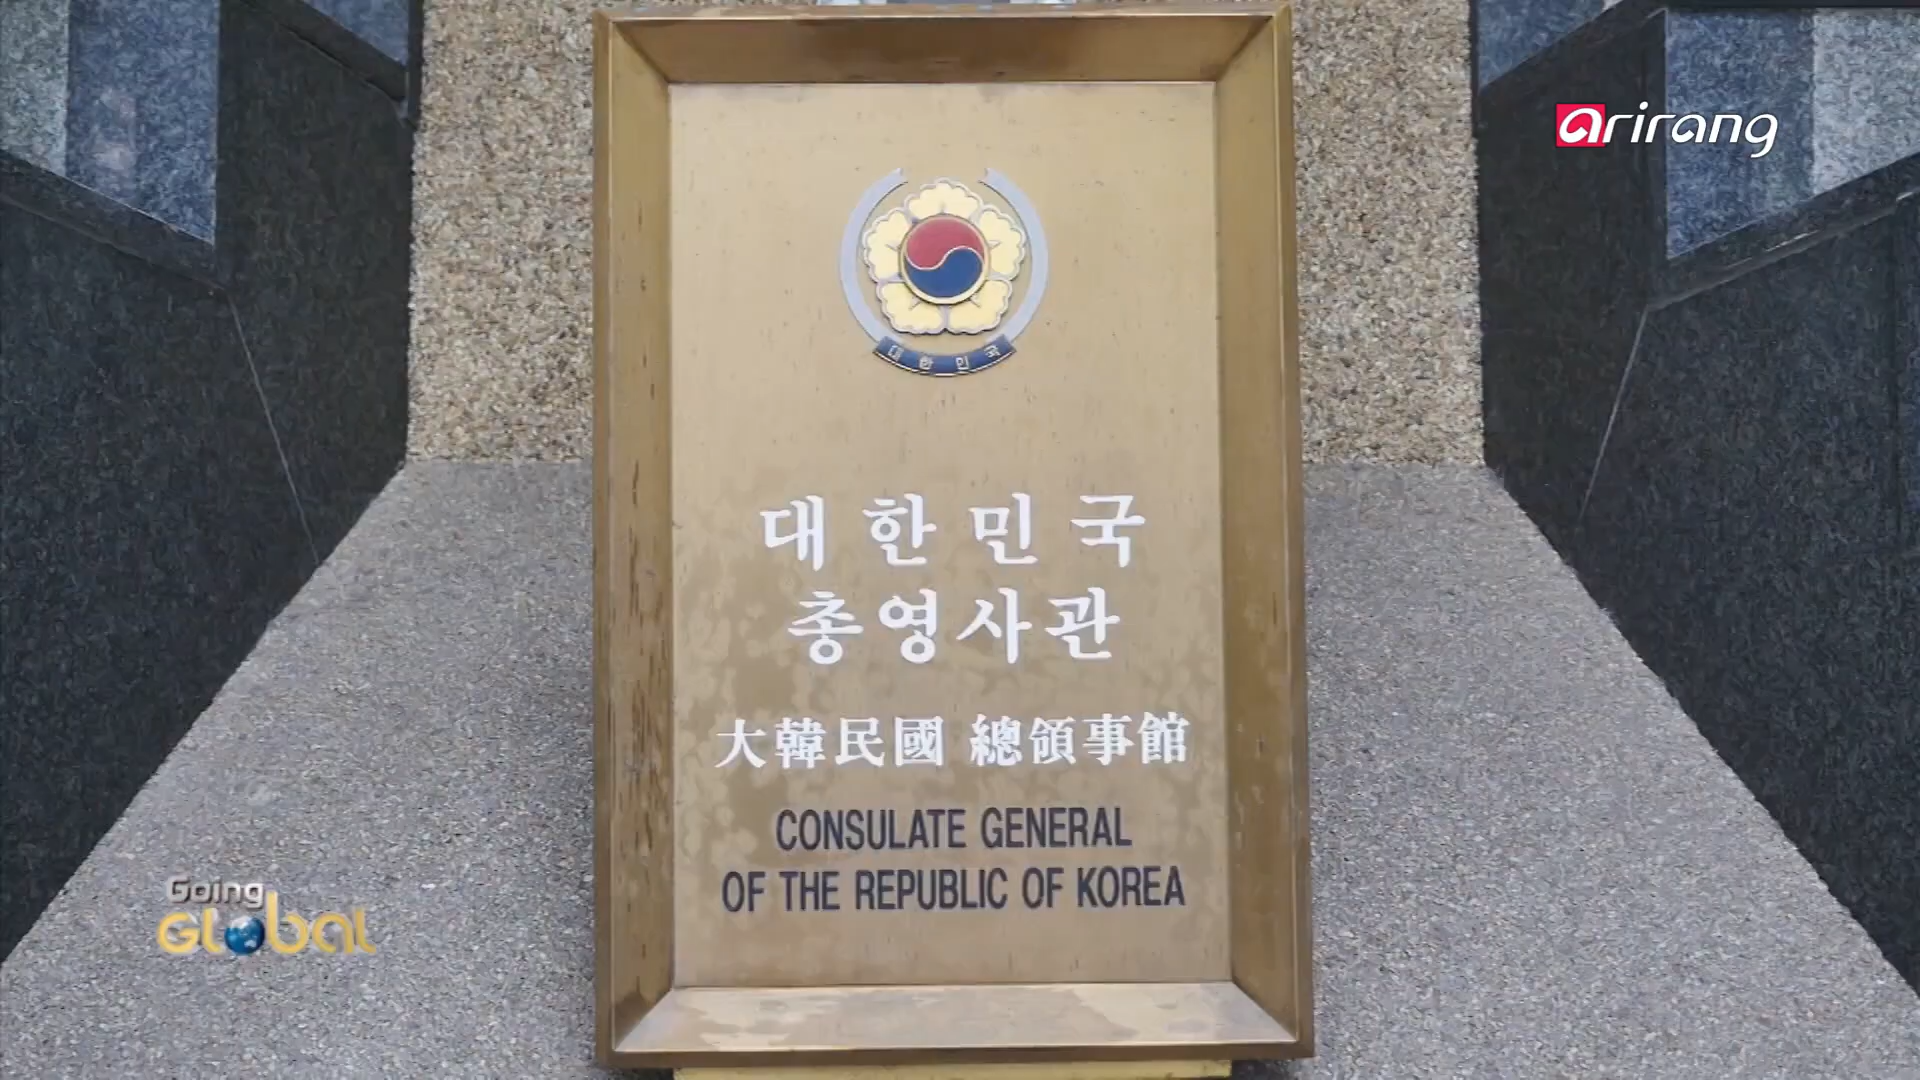 arirang
대한민국
대한민국
총영사관
大韓民國 總領事館
CONSULATE GENERAL
OF THE REPUBLIC OF KOREA
Going
GLobal